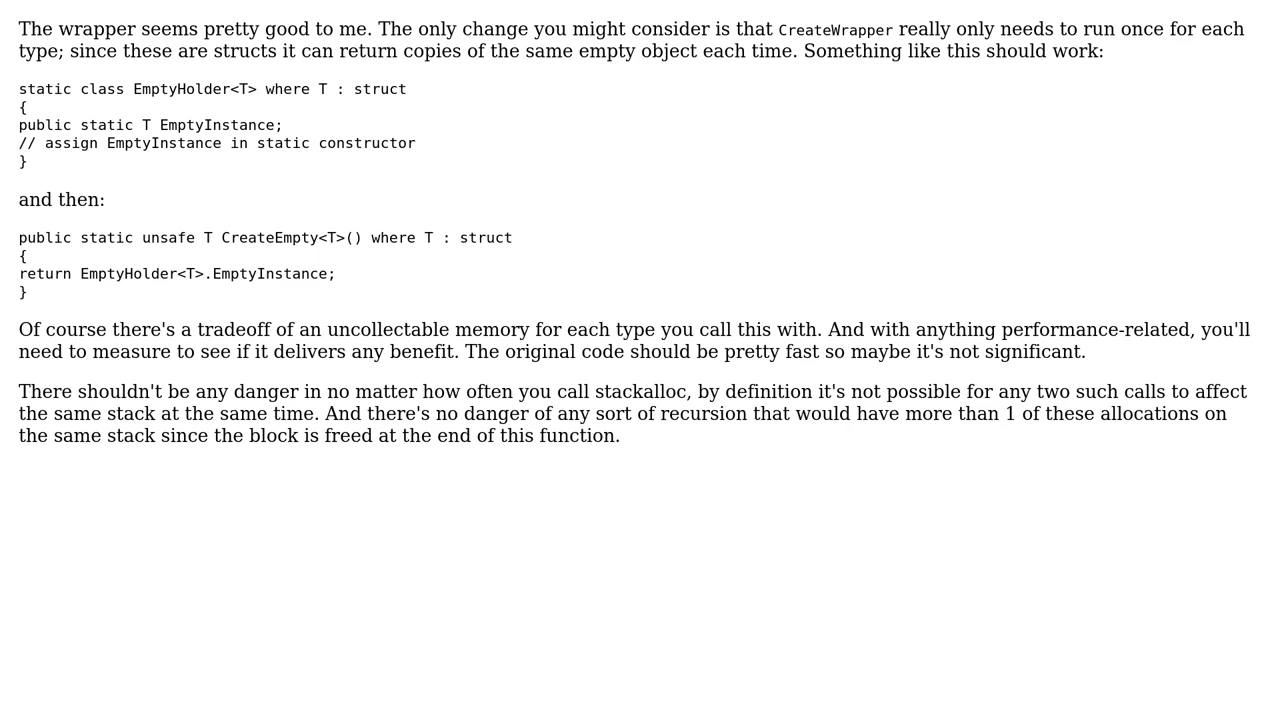 The wrapper seems pretty good to me. The only change you might consider is that CreateWrapper really only needs to run once for each
type; since these are structs it can return copies of the same empty object each time. Something like this should work:
static class EmptyHolder<T> where T : struct
{
public static T EmptyInstance;
// assign EmptyInstance in static constructor
}
and then:
public static unsafe T CreateEmpty<T>() where T : struct
{
return EmptyHolder<T>.EmptyInstance;
}
Of course there's a tradeoff of an uncollectable memory for each type you call this with. And with anything performance-related, you'll
need to measure to see if it delivers any benefit. The original code should be pretty fast so maybe it's not significant.
There shouldn't be any danger in no matter how often you call stackalloc, by definition it's not possible for any two such calls to affect
the same stack at the same time. And there's no danger of any sort of recursion that would have more than 1 of these allocations on
the same stack since the block is freed at the end of this function.